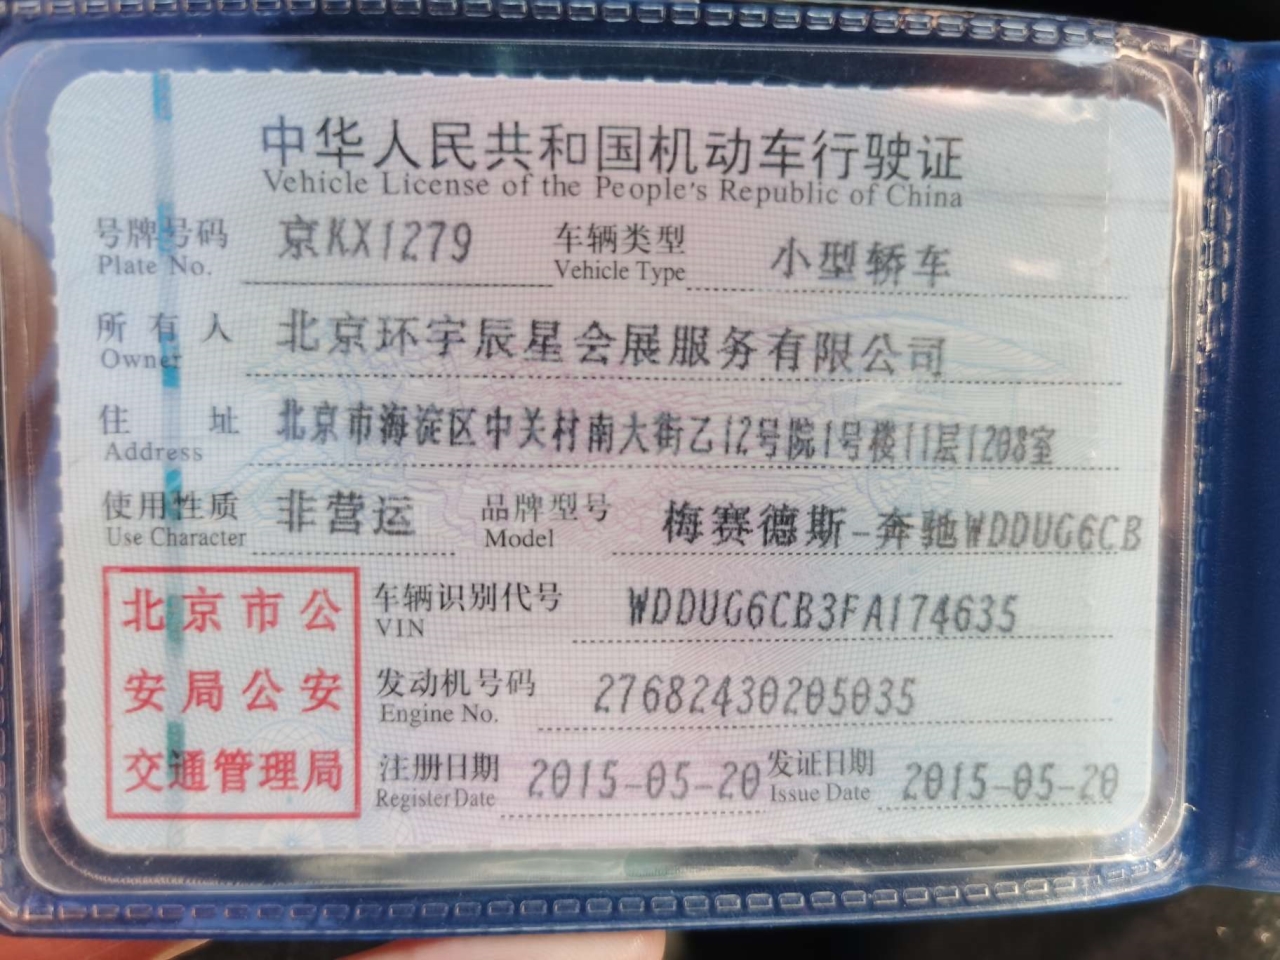 中华人民共和国机动车行驶证
Vehicle License of the People's Republic of China
号牌号码 京KX1279 车辆类型 小型轿车
Plate No. Vehicle Type
所有人 北京环宇辰星会展服务有限公司
Owner
住址 北京市海淀区中关村南大街乙12号院1号楼11层1208室
Address
使用性质 非营运 品牌型号 梅赛德斯-奔驰WDDUG6CB
Use Character Model
北京市公
安局公安
交通管理局
车辆识别代号 WDDUG6CB3FA174635
VIN
发动机号码 27682430205035
Engine No.
注册日期 2015-05-20 发证日期 2015-05-20
Register Date Issue Date